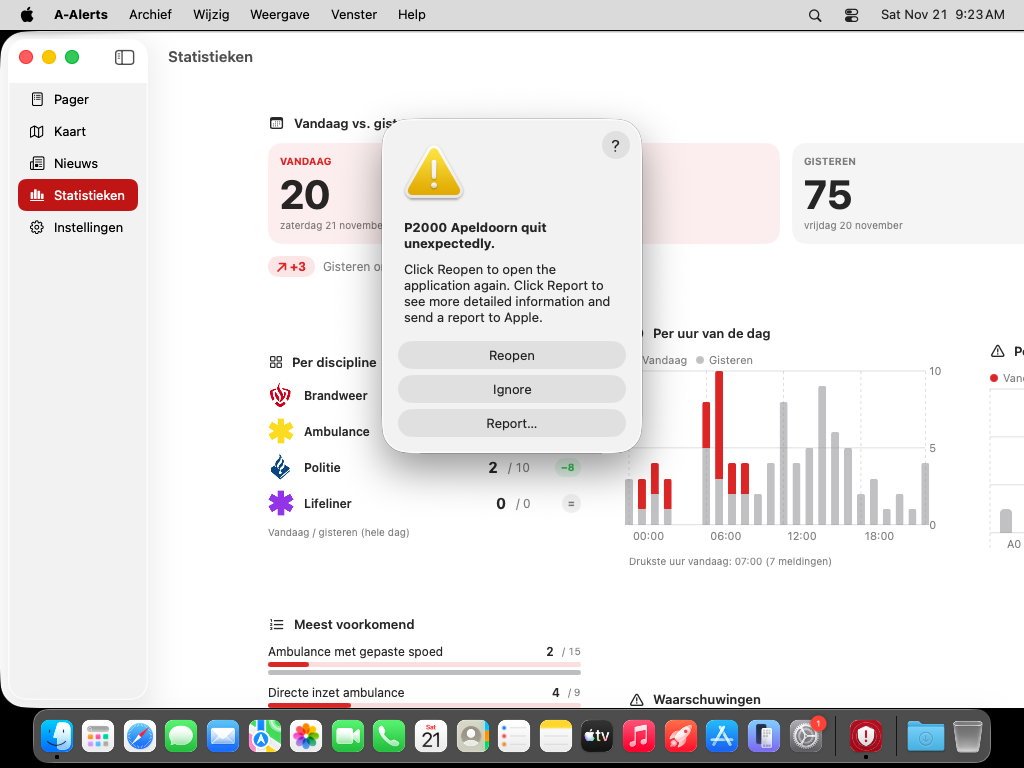 A-Alerts Archief Wijzig Weergave Venster Help Sat Nov 21 9:23 AM
Statistieken
Pager
Kaart
Nieuws
Statistieken
Instellingen
Vandaag vs. gist
VANDAAG
20
zaterdag 21 novembe
GISTEREN
75
vrijdag 20 november
+3 Gisteren o
?
P2000 Apeldoorn quit
unexpectedly.
Click Reopen to open the
application again. Click Report to
see more detailed information and
send a report to Apple.
Reopen
Ignore
Report...
Per discipline
Brandweer
Ambulance
Politie 2 / 10 −8
Lifeliner 0 / 0 =
Vandaag / gisteren (hele dag)
Per uur van de dag
Vandaag Gisteren
10
5
0
00:00 06:00 12:00 18:00
Drukste uur vandaag: 07:00 (7 meldingen)
A0
Meest voorkomend
Ambulance met gepaste spoed 2 / 15
Directe inzet ambulance 4 / 9
Waarschuwingen
Sat
21
tv
1